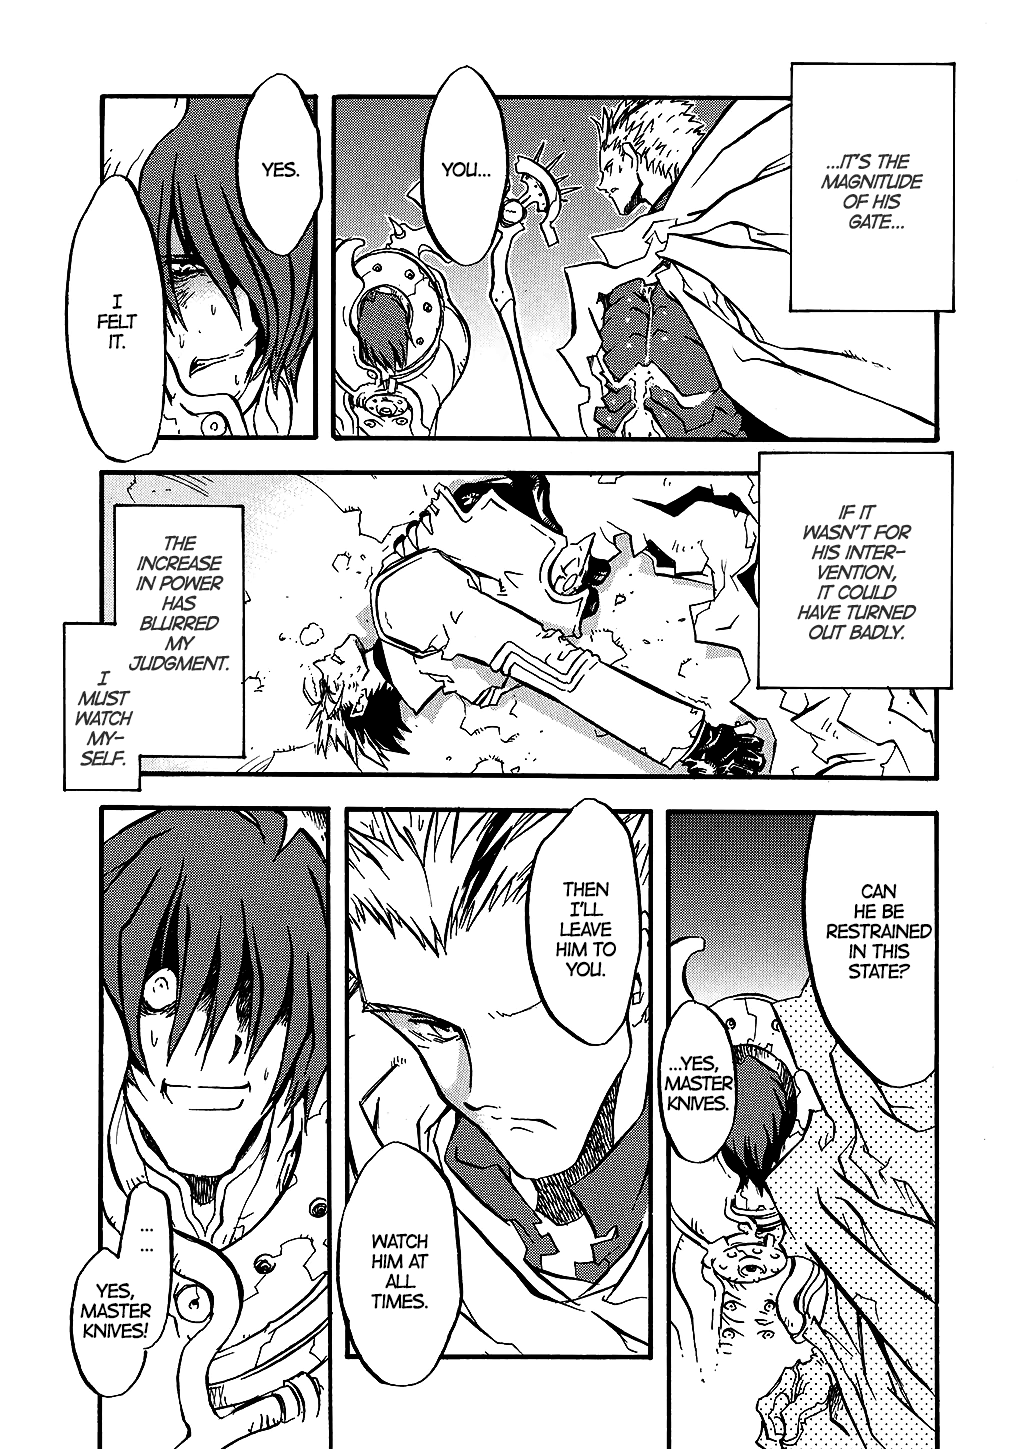 ...IT'S THE
MAGNITUDE
OF HIS
GATE...
YOU...
YES.
I
FELT
IT.
IF IT
WASN'T FOR
HIS INTER-
VENTION,
IT COULD
HAVE TURNED
OUT BADLY.
THE
INCREASE
IN POWER
HAS
BLURRED
MY
JUDGMENT.
I
MUST
WATCH
MY-
SELF.
CAN
HE BE
RESTRAINED
IN THIS
STATE?
...YES,
MASTER
KNIVES.
THEN
I'LL
LEAVE
HIM TO
YOU.
WATCH
HIM AT
ALL
TIMES.
...
...
YES,
MASTER
KNIVES!